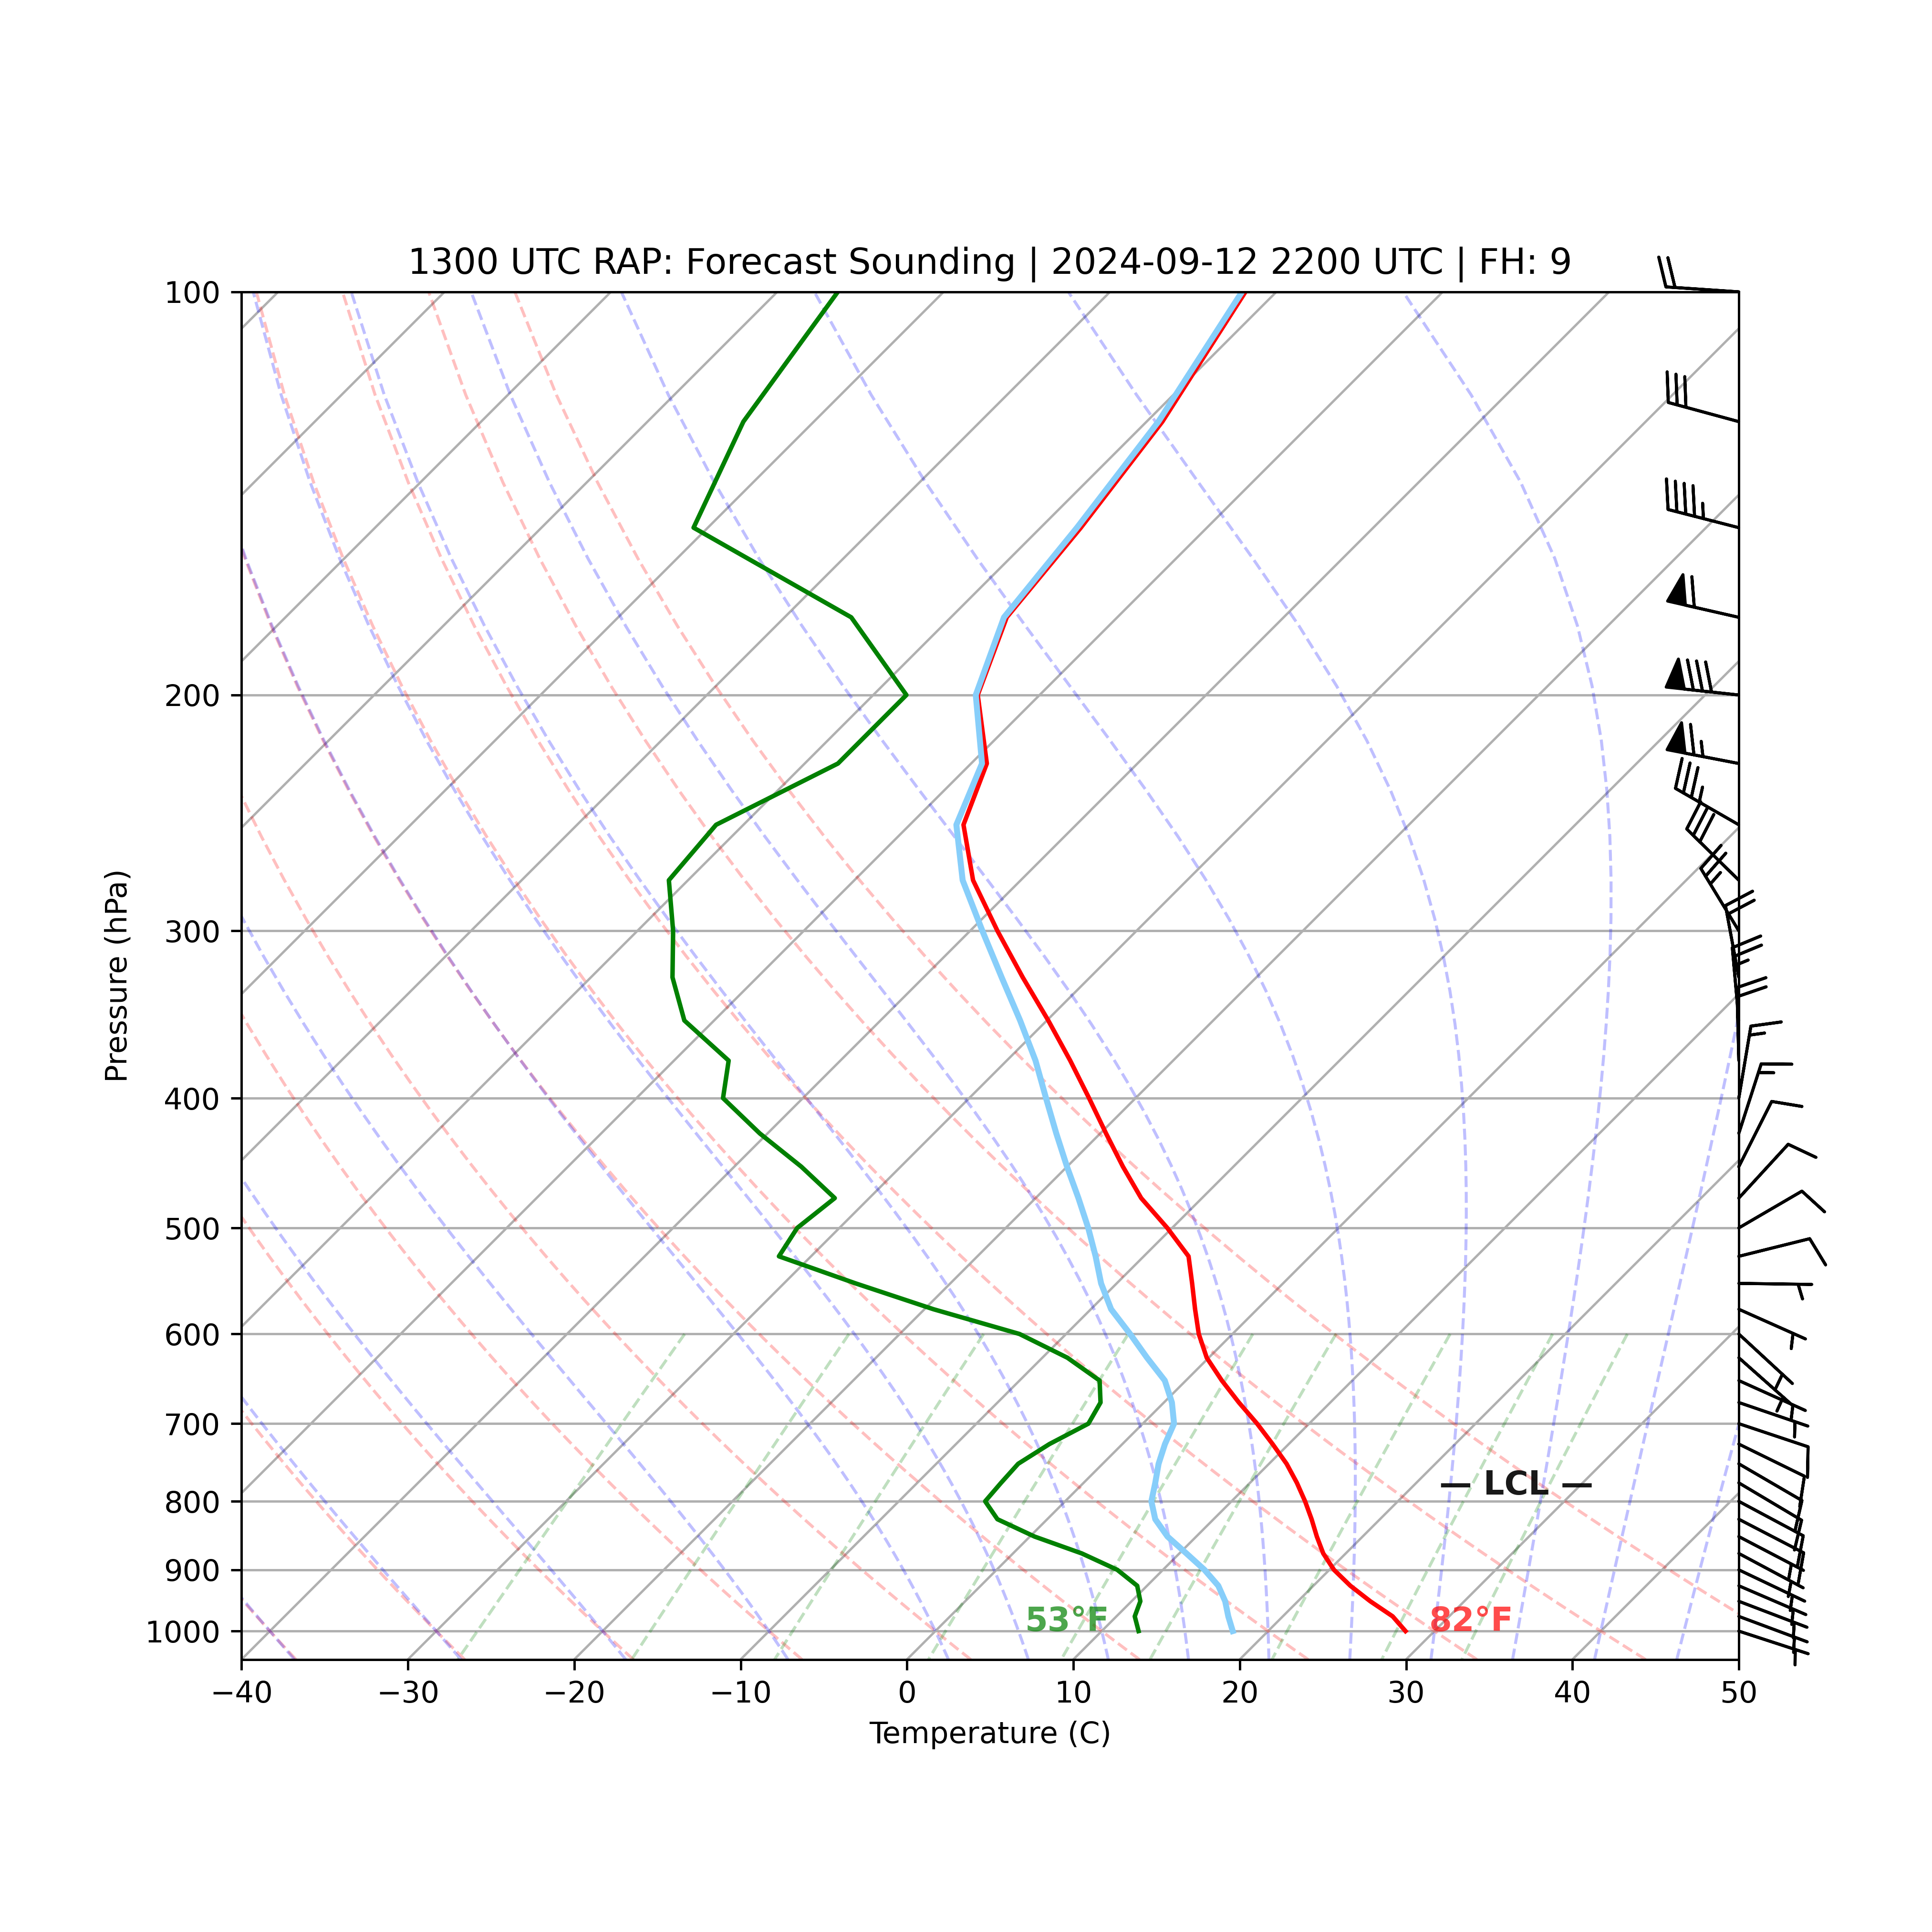 1300 UTC RAP: Forecast Sounding | 2024-09-12 2200 UTC | FH: 9
100
200
300
400
500
600
700
800
900
1000
Pressure (hPa)
— LCL —
53°F
82°F
−40 −30 −20 −10 0 10 20 30 40 50
Temperature (C)